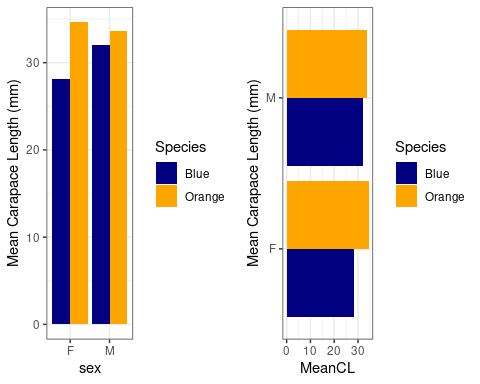 Mean Carapace Length (mm)
30
20
10
0
F M
sex
Species
Blue
Orange
Mean Carapace Length (mm)
M
F
0 10 20 30
MeanCL
Species
Blue
Orange